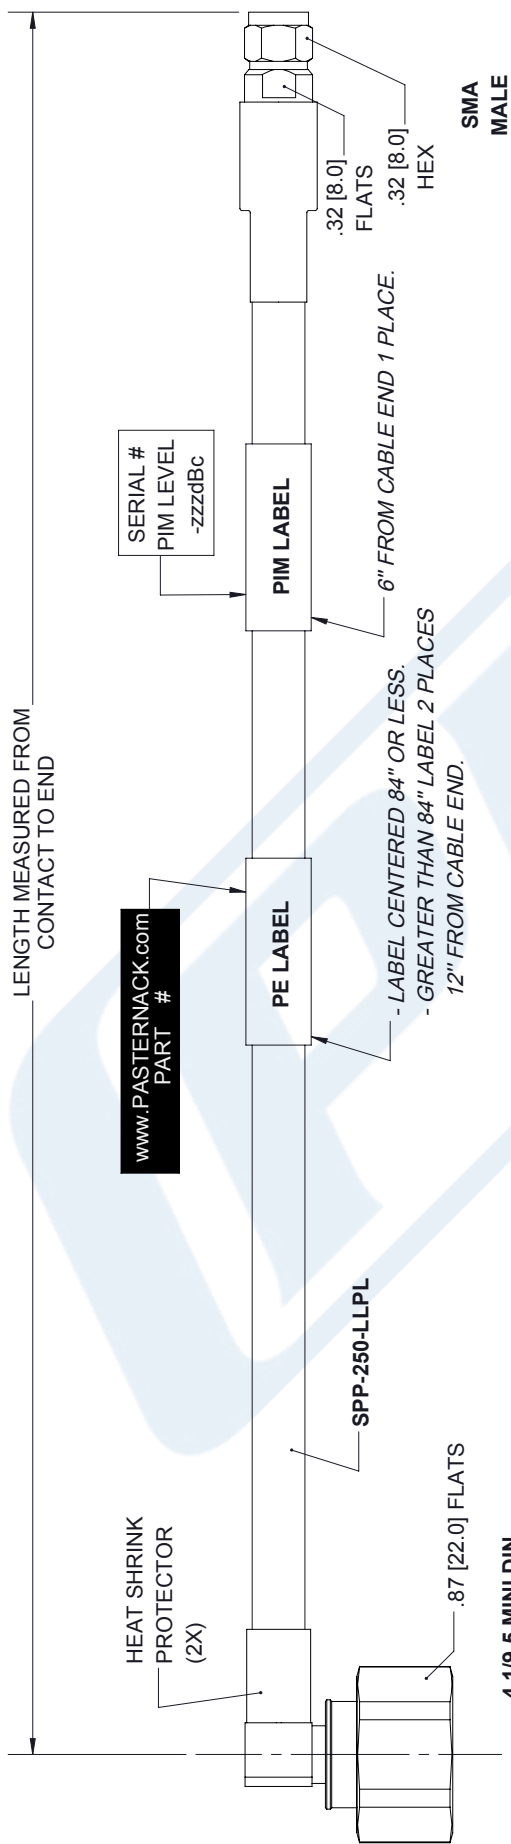 LENGTH MEASURED FROM
CONTACT TO END
HEAT SHRINK
PROTECTOR
(2X)
www.PASTERNACK.com
PART #
SERIAL #
PIM LEVEL
-zzzdBc
PE LABEL
PIM LABEL
.32 [8.0]
FLATS
.32 [8.0]
HEX
SMA
MALE
6" FROM CABLE END 1 PLACE.
- LABEL CENTERED 84" OR LESS.
- GREATER THAN 84" LABEL 2 PLACES
12" FROM CABLE END.
SPP-250-LLPL
.87 [22.0] FLATS
4.1/9.5 MINI DIN